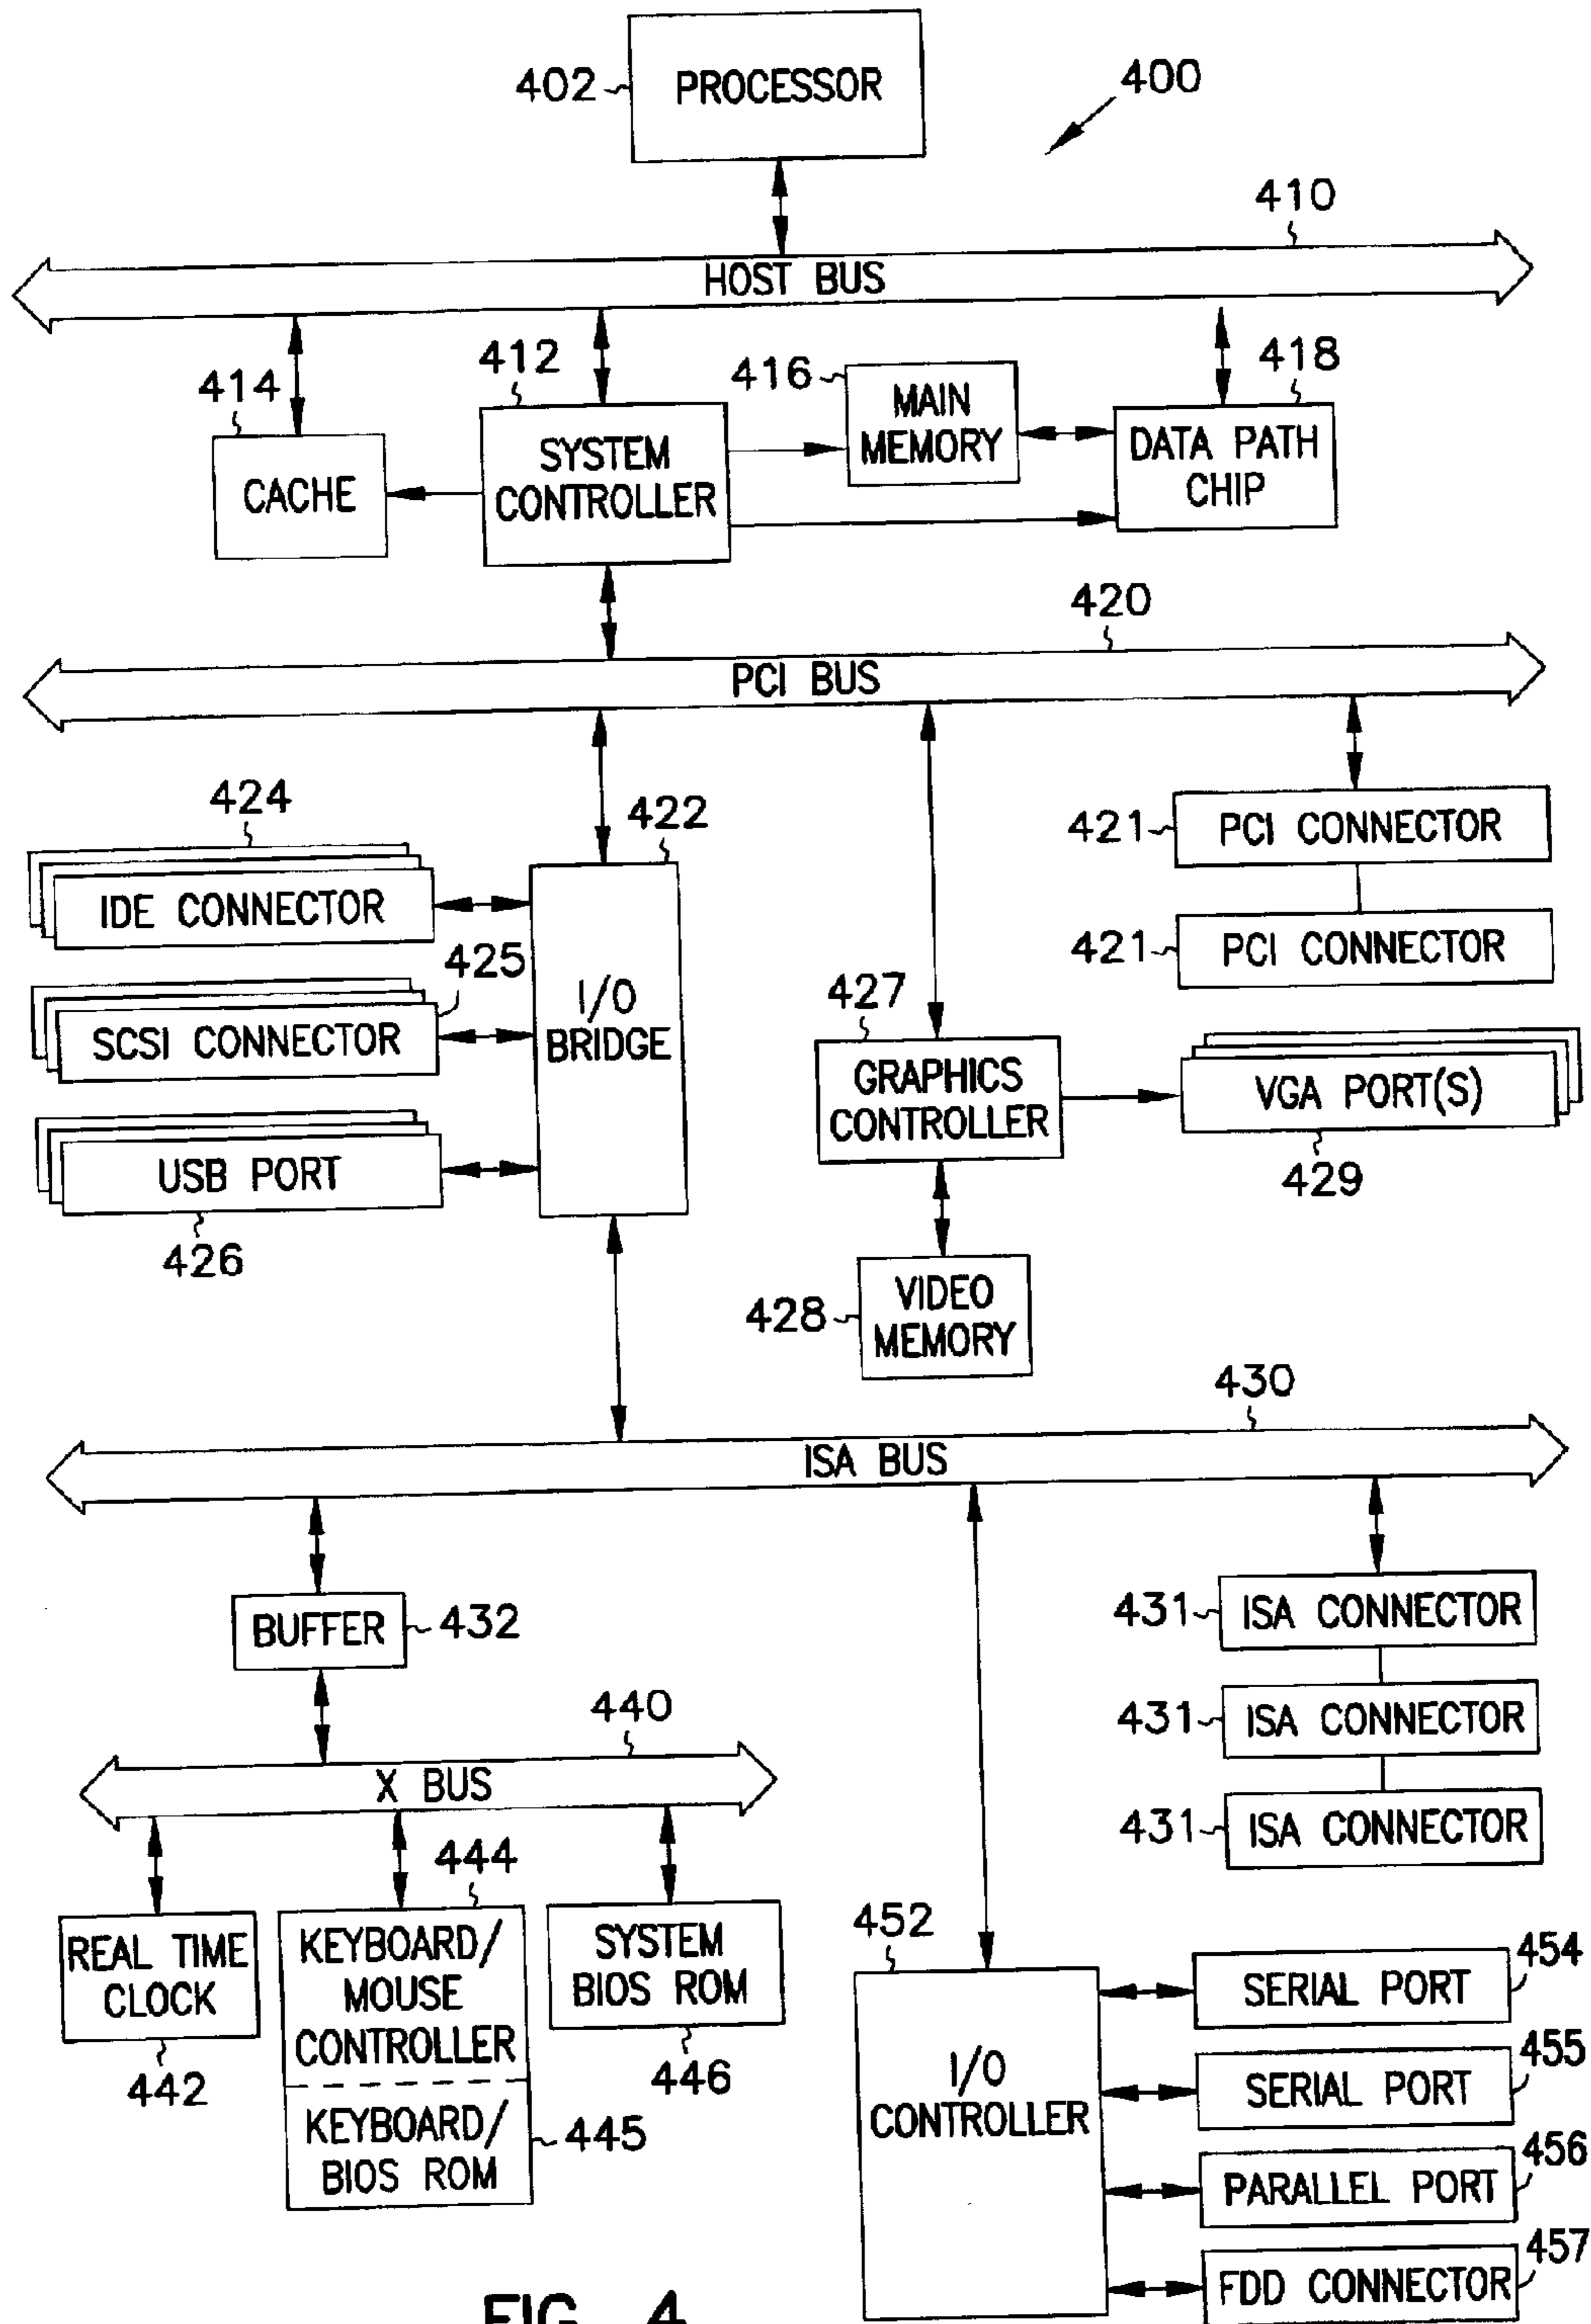 402
PROCESSOR
400
410
HOST BUS
414
412
416
418
CACHE
SYSTEM
CONTROLLER
MAIN
MEMORY
DATA PATH
CHIP
420
PCI BUS
424
422
IDE CONNECTOR
425
SCSI CONNECTOR
USB PORT
426
I/O
BRIDGE
421
PCI CONNECTOR
421
PCI CONNECTOR
427
GRAPHICS
CONTROLLER
VGA PORT(S)
429
428
VIDEO
MEMORY
430
ISA BUS
BUFFER
432
431
ISA CONNECTOR
431
ISA CONNECTOR
431
ISA CONNECTOR
440
X BUS
444
REAL TIME
CLOCK
442
KEYBOARD/
MOUSE
CONTROLLER
KEYBOARD/
BIOS ROM
445
SYSTEM
BIOS ROM
446
452
I/O
CONTROLLER
SERIAL PORT
454
SERIAL PORT
455
PARALLEL PORT
456
FDD CONNECTOR
457
FIG. 4